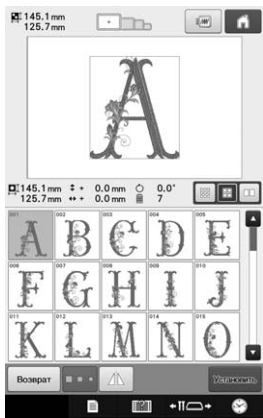 145.1 mm
125.7 mm
A
145.1 mm + 0.0 mm 0.0°
125.7 mm + 0.0 mm 7
001 002 003 004 005
A B C D E
006 007 008 009 010
F G H I J
011 012 013 014 015
K L M N O
Возврат Установить